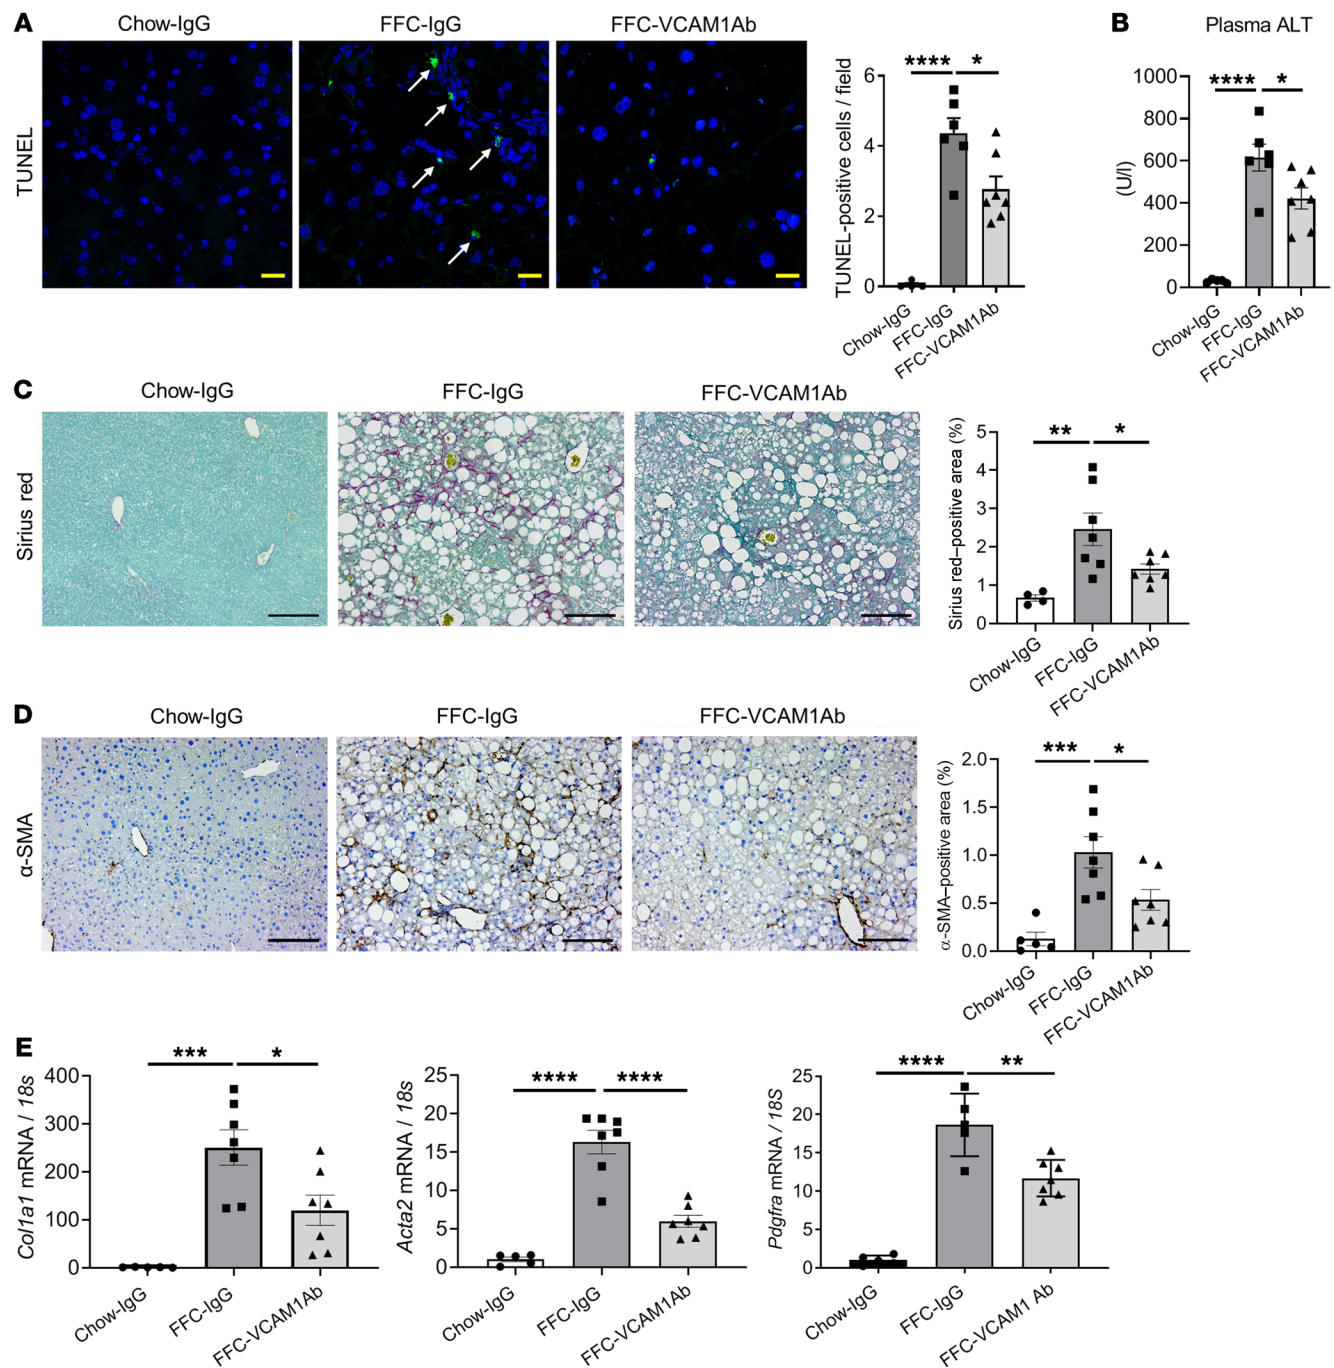 A
Chow-IgG
FFC-IgG
FFC-VCAM1Ab
TUNEL
TUNEL-positive cells / field
6
4
2
0
****
*
Chow-IgG
FFC-IgG
FFC-VCAM1Ab
B
Plasma ALT
(U/l)
1000
800
600
400
200
0
****
*
Chow-IgG
FFC-IgG
FFC-VCAM1Ab
C
Chow-IgG
FFC-IgG
FFC-VCAM1Ab
Sirius red
Sirius red–positive area (%)
5
4
3
2
1
0
**
*
Chow-IgG
FFC-IgG
FFC-VCAM1Ab
D
Chow-IgG
FFC-IgG
FFC-VCAM1Ab
α-SMA
α-SMA–positive area (%)
2.0
1.5
1.0
0.5
0.0
***
*
Chow-IgG
FFC-IgG
FFC-VCAM1Ab
E
Col1a1 mRNA / 18s
400
300
200
100
0
***
*
Chow-IgG
FFC-IgG
FFC-VCAM1Ab
Acta2 mRNA / 18s
25
20
15
10
5
0
****
****
Chow-IgG
FFC-IgG
FFC-VCAM1Ab
Pdgfra mRNA / 18S
25
20
15
10
5
0
****
**
Chow-IgG
FFC-IgG
FFC-VCAM1 Ab